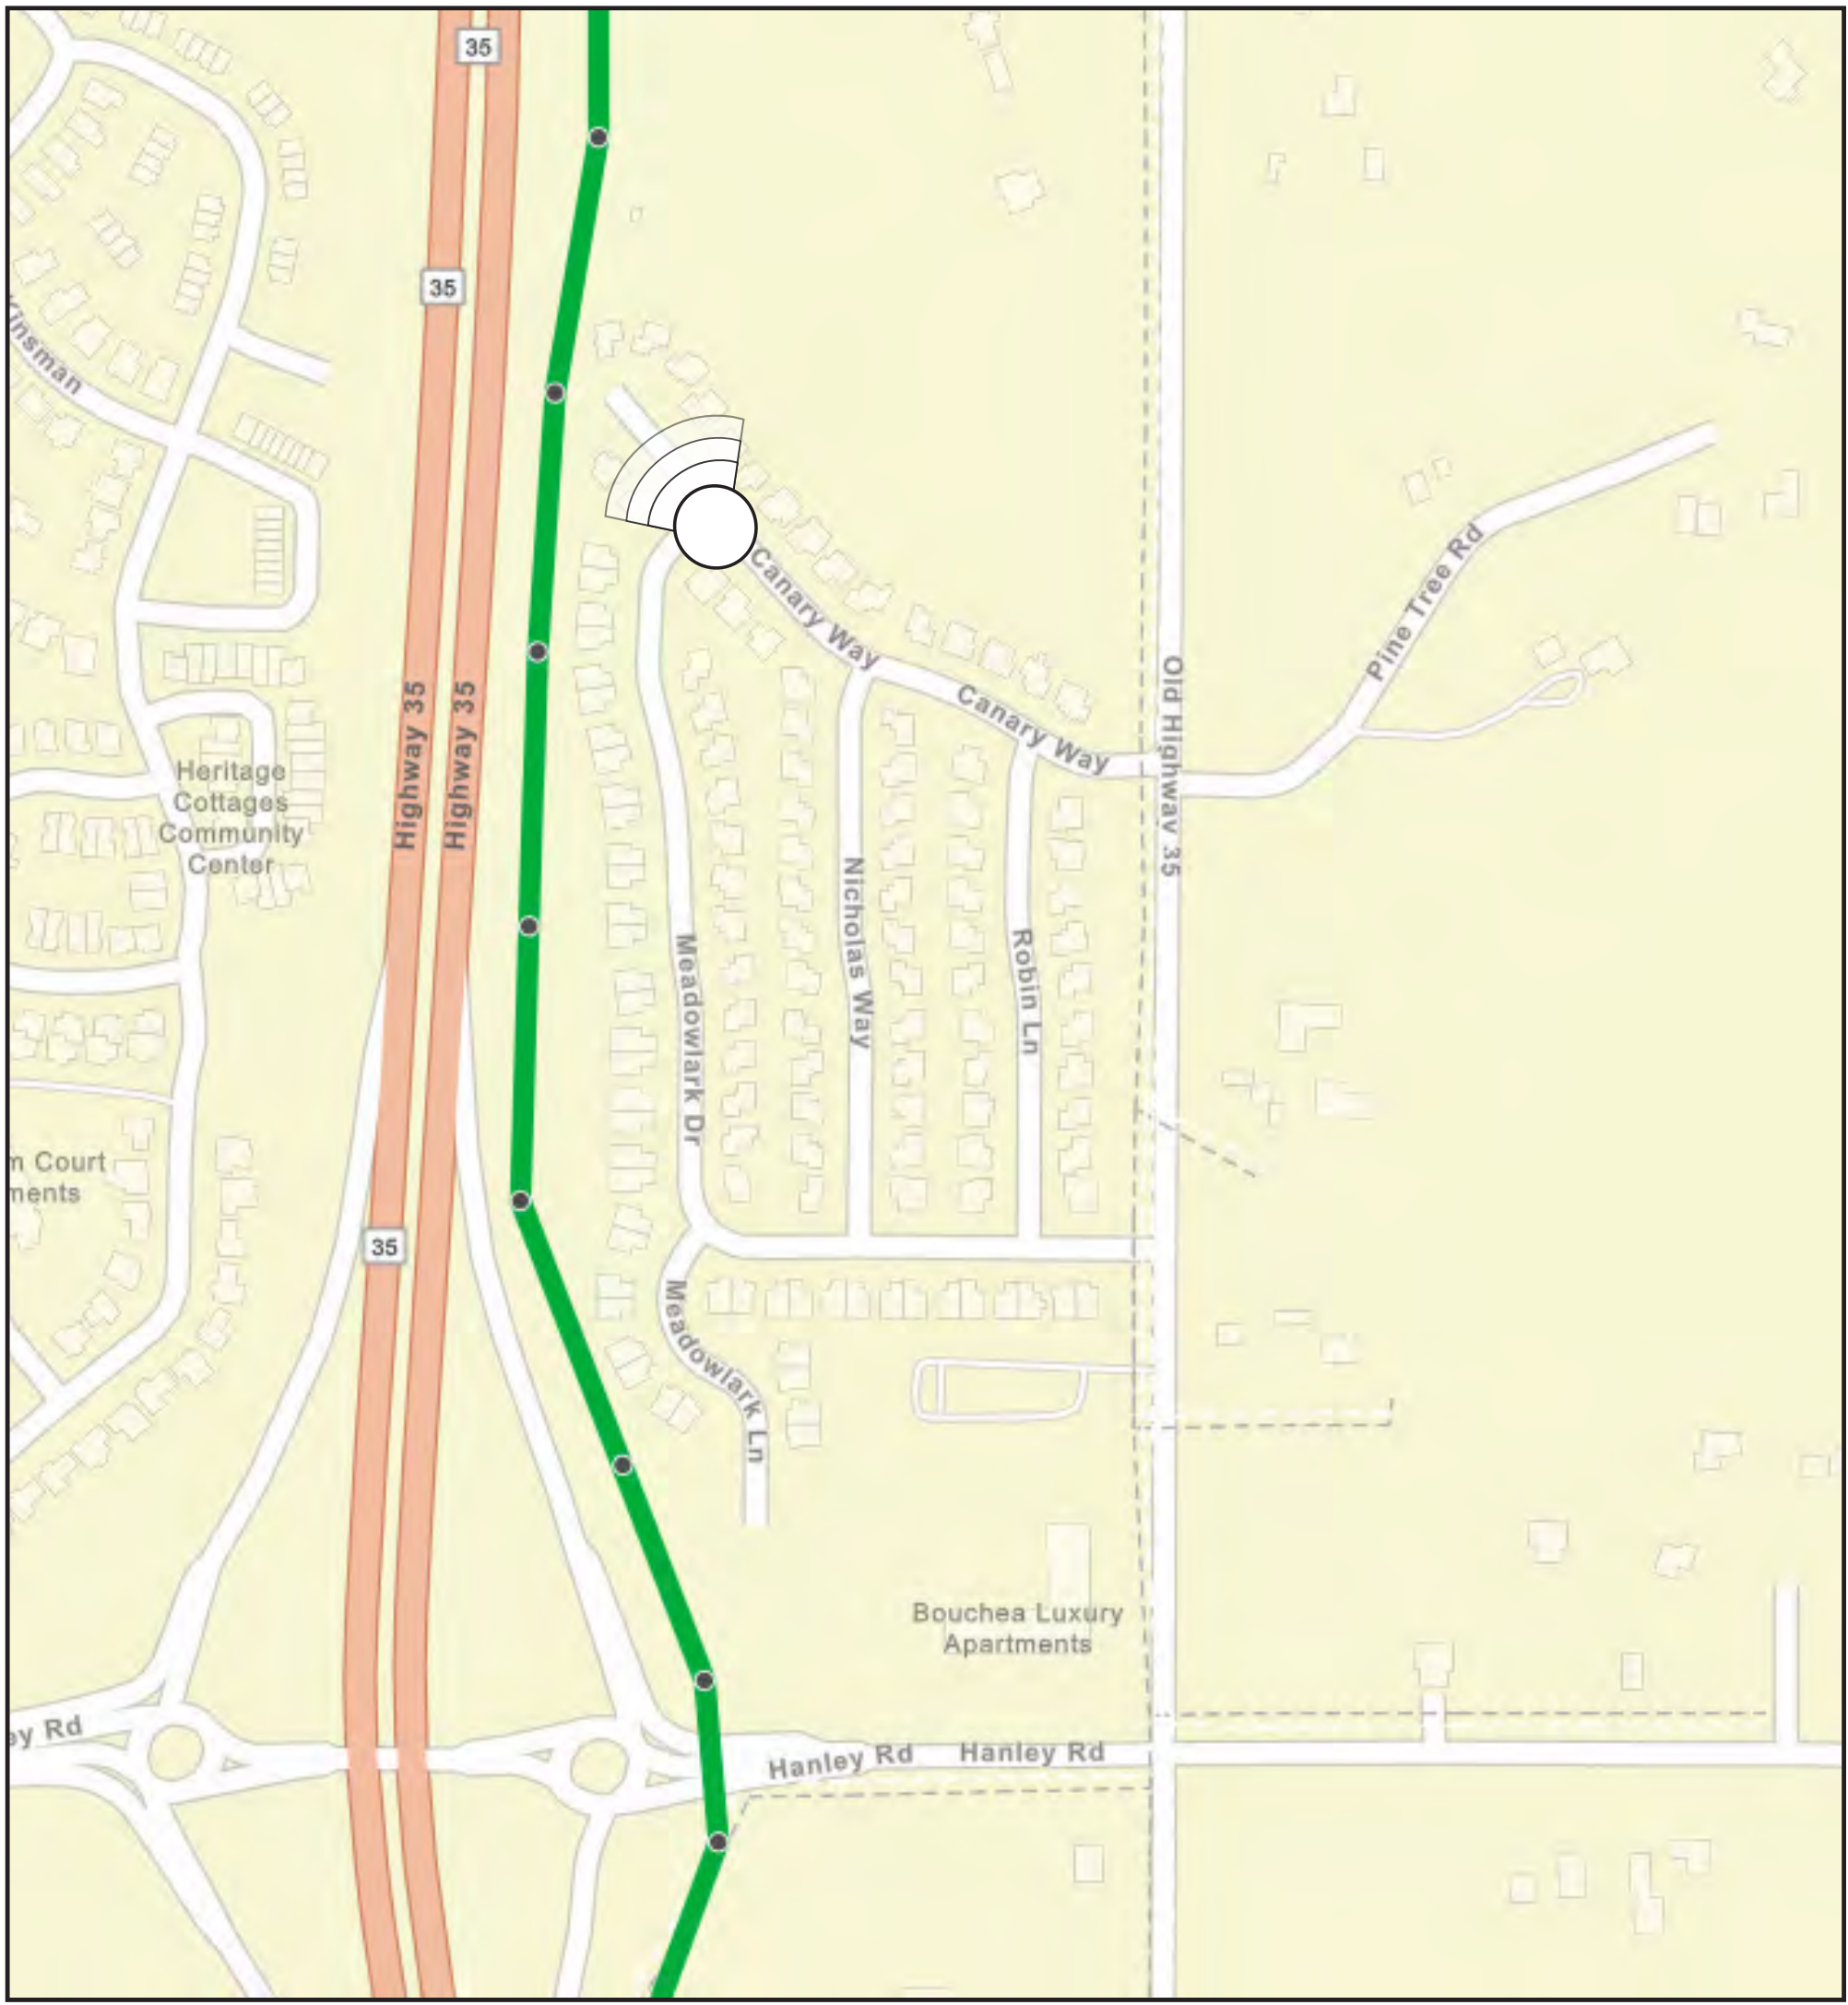 35
35
Kinsman
Canary Way
Pine Tree Rd
Canary Way
Old Highway 35
Highway 35
Highway 35
Heritage
Cottages
Community
Center
Nicholas Way
Robin Ln
Meadowlark Dr
m Court
ments
35
Meadowlark Ln
Bouchea Luxury
Apartments
ey Rd
Hanley Rd
Hanley Rd